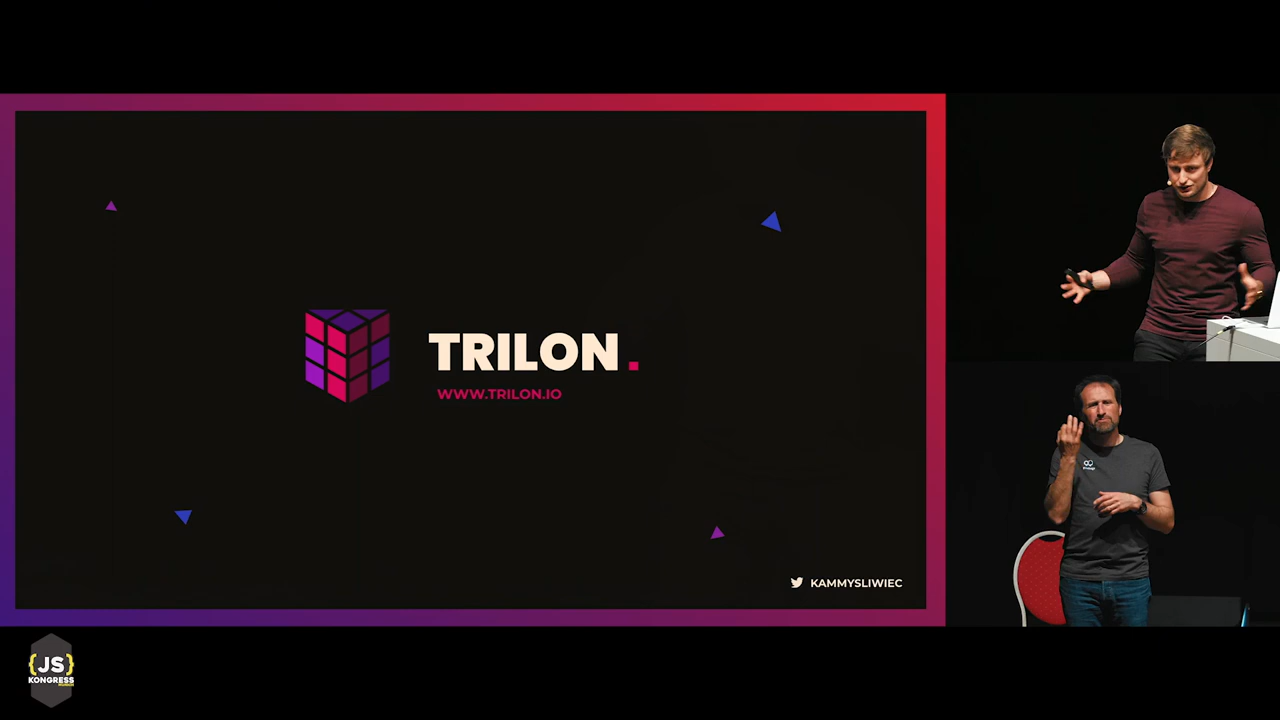 TRILON.
WWW.TRILON.IO
KAMMYSLIWIEC
{JS}
KONGRESS